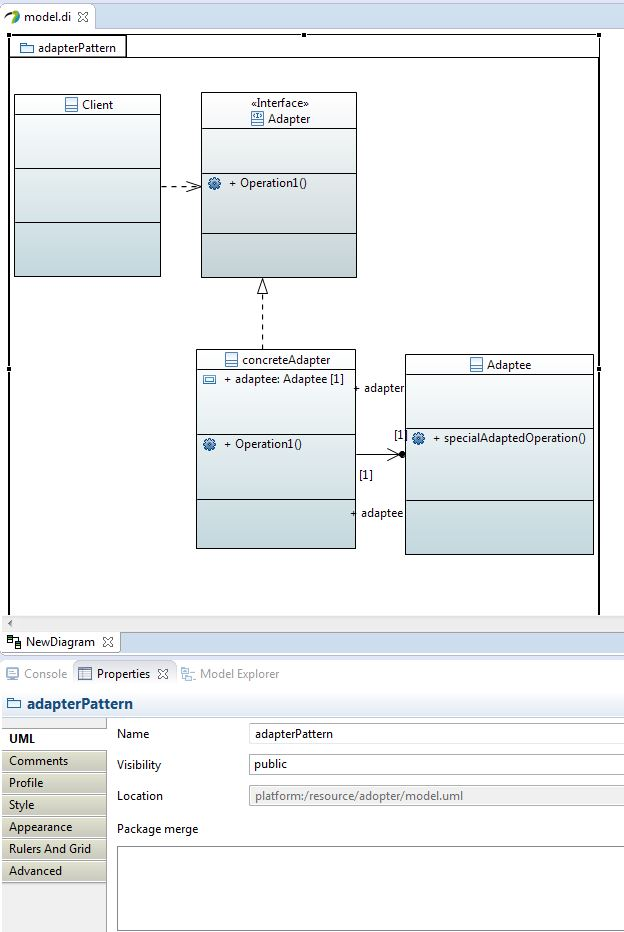 model.di
adapterPattern
Client
«Interface»
Adapter
+ Operation1()
concreteAdapter
+ adaptee: Adaptee [1]
+ Operation1()
+ adapter
[1]
[1]
+ adaptee
Adaptee
+ specialAdaptedOperation()
NewDiagram
Console Properties Model Explorer
adapterPattern
UML
Comments
Profile
Style
Appearance
Rulers And Grid
Advanced
Name adapterPattern
Visibility public
Location platform:/resource/adopter/model.uml
Package merge